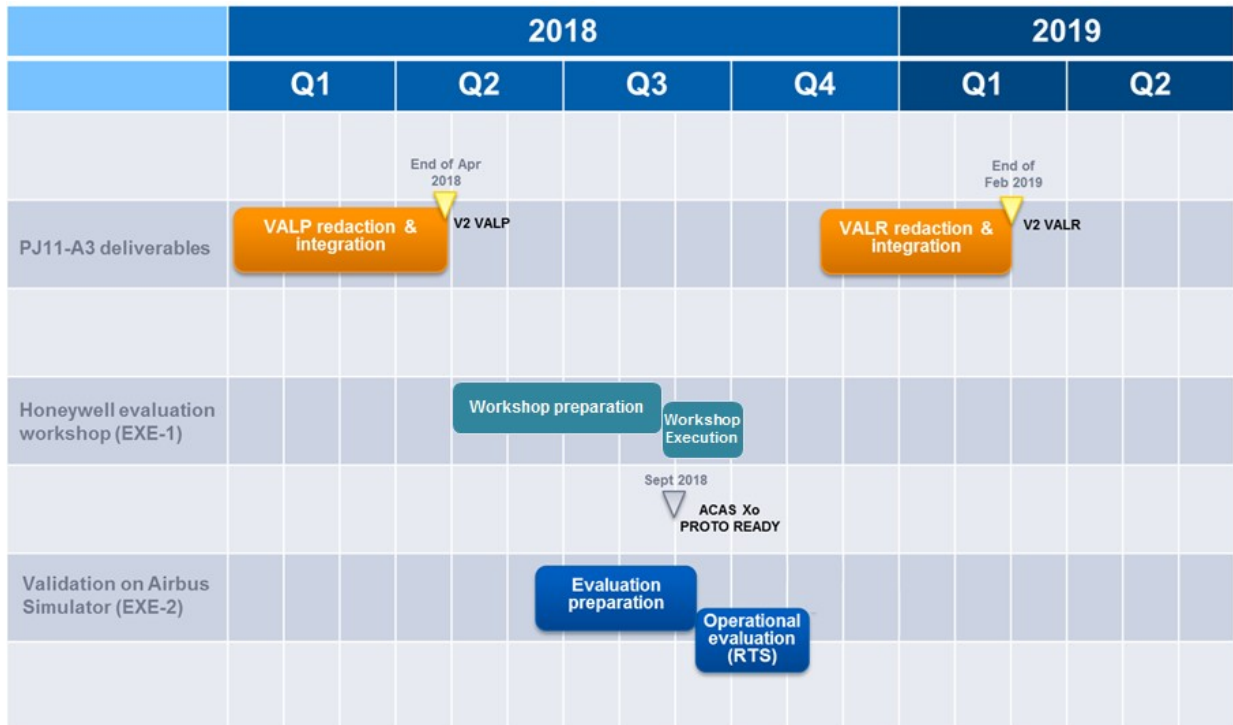 2018
2019
Q1
Q2
Q3
Q4
Q1
Q2
End of Apr
2018
End of
Feb 2019
PJ11-A3 deliverables
VALP redaction &
integration
V2 VALP
VALR redaction &
integration
V2 VALR
Honeywell evaluation
workshop (EXE-1)
Workshop preparation
Workshop
Execution
Sept 2018
ACAS Xo
PROTO READY
Validation on Airbus
Simulator (EXE-2)
Evaluation
preparation
Operational
evaluation
(RTS)